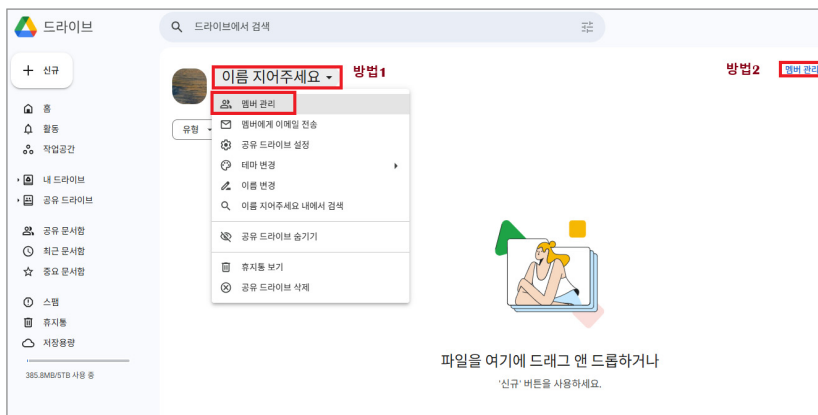 드라이브
드라이브에서 검색
신규
이름 지어주세요
방법1
방법2
멤버 관리
멤버 관리
유형
멤버에게 이메일 전송
홈
공유 드라이브 설정
활동
작업공간
테마 변경
내 드라이브
이름 변경
공유 드라이브
이름 지어주세요 내에서 검색
공유 문서함
공유 드라이브 숨기기
최근 문서함
중요 문서함
휴지통 보기
공유 드라이브 삭제
스팸
휴지통
저장용량
385.8MB/5TB 사용 중
파일을 여기에 드래그 앤 드롭하거나
'신규' 버튼을 사용하세요.